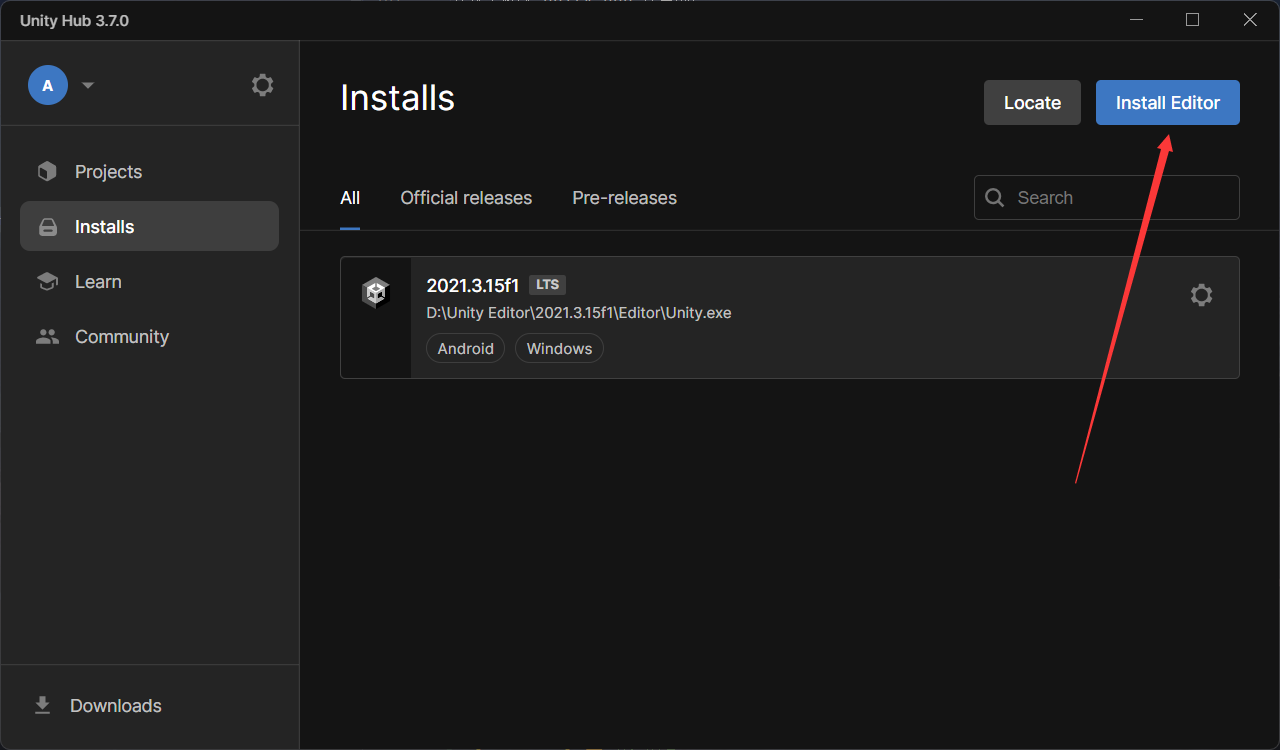 Unity Hub 3.7.0
A
Projects
Installs
Learn
Community
Downloads
Installs
Locate
Install Editor
All
Official releases
Pre-releases
Search
2021.3.15f1 LTS
D:\Unity Editor\2021.3.15f1\Editor\Unity.exe
Android
Windows